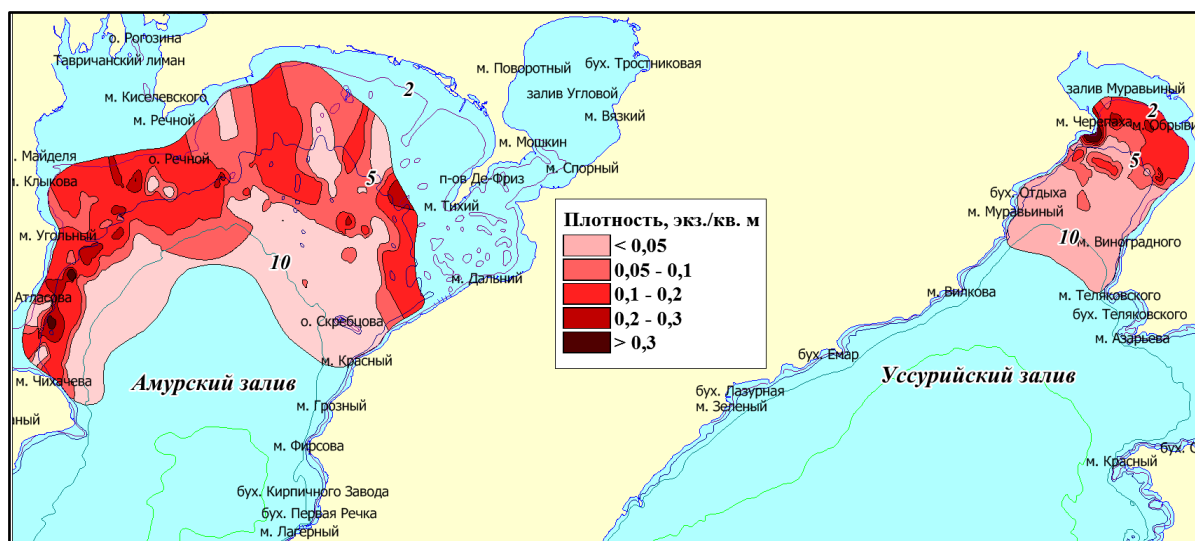 о. Рогозина
Тавричанский лиман
м. Киселевского
м. Речной
. Майделя
о. Речной
м. Клыкова
м. Угольный
Атласова
м. Чихачева
аный
2
5
10
м. Поворотный
бух. Тростниковая
залив Угловой
м. Вязкий
м. Мошкин
м. Спорный
п-ов Де-Фриз
м. Тихий
м. Дальний
о. Скребцова
м. Красный
Амурский залив
м. Грозный
м. Фирсова
бух. Кирпичного Завода
бух. Первая Речка
м. Лагерный
Плотность, экз./кв. м
< 0,05
0,05 - 0,1
0,1 - 0,2
0,2 - 0,3
> 0,3
залив Муравьиный
2
м. Черепаха
м. Обрыви
5
бух. Отдыха
м. Муравьиный
10
м. Виноградного
м. Вилкова
м. Теляковского
бух. Теляковского
м. Азарьева
бух. Емар
Уссурийский залив
бух. Лазурная
м. Зеленый
м. Красный
бух. С